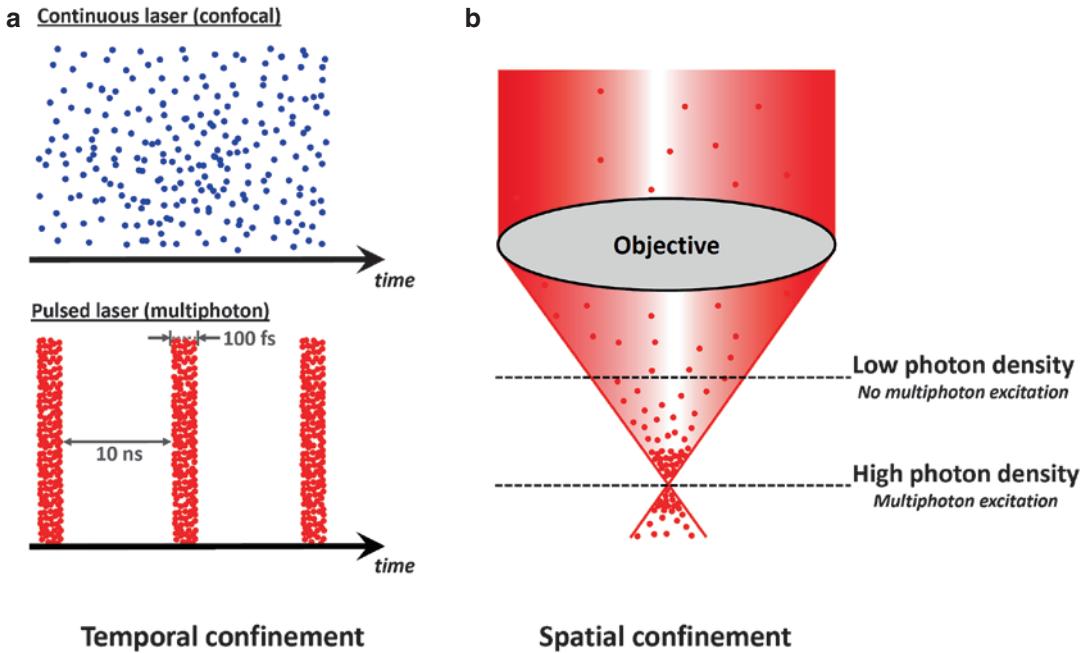 a
Continuous laser (confocal)
time
Pulsed laser (multiphoton)
100 fs
10 ns
time
Temporal confinement
b
Objective
Low photon density
No multiphoton excitation
High photon density
Multiphoton excitation
Spatial confinement